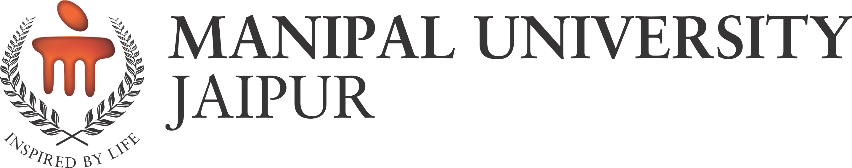 MANIPAL UNIVERSITY
JAIPUR
INSPIRED BY LIFE